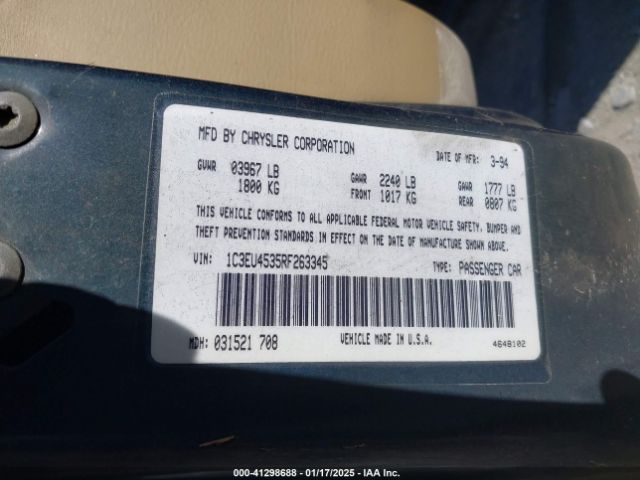 MFD BY CHRYSLER CORPORATION DATE OF MFR: 3-94
GVWR 03967 LB GAWR 2240 LB GAWR 1777 LB
1800 KG FRONT 1017 KG REAR 0807 KG
THIS VEHICLE CONFORMS TO ALL APPLICABLE FEDERAL MOTOR VEHICLE SAFETY, BUMPER AND
THEFT PREVENTION STANDARDS IN EFFECT ON THE DATE OF MANUFACTURE SHOWN ABOVE.
VIN: 1C3EU4535RF263345 TYPE: PASSENGER CAR
MDH: 031521 708 VEHICLE MADE IN U.S.A. 4648102
000-41298688 - 01/17/2025 - IAA Inc.